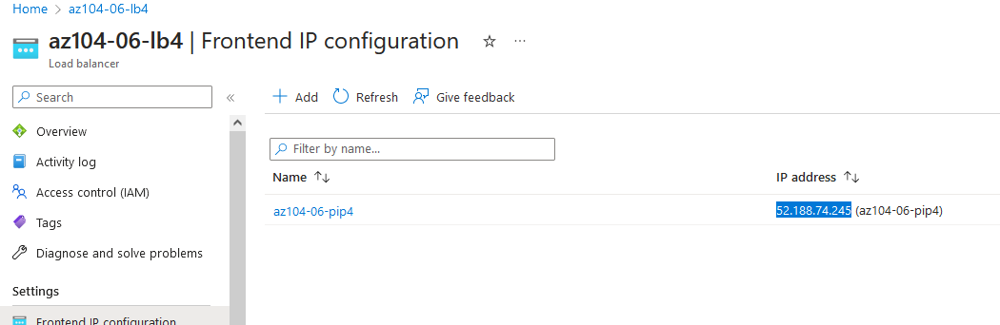 Home > az104-06-lb4
az104-06-lb4 | Frontend IP configuration ☆ ···
Load balancer
Search «
+ Add Refresh Give feedback
Overview
Activity log
Access control (IAM)
Tags
Diagnose and solve problems
Settings
Frontend IP configuration
Filter by name...
Name ↑↓ IP address ↑↓
az104-06-pip4 52.188.74.245 (az104-06-pip4)